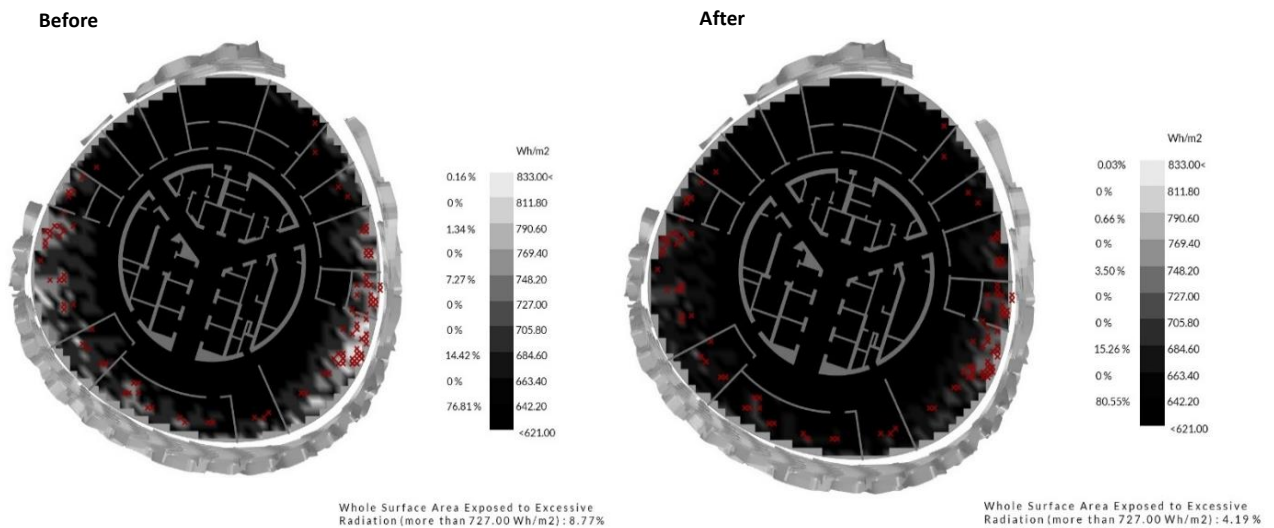 Before
Wh/m2
0.16 % 833.00<
0 % 811.80
1.34 % 790.60
0 % 769.40
7.27 % 748.20
0 % 727.00
0 % 705.80
14.42 % 684.60
0 % 663.40
76.81 % 642.20
<621.00
Whole Surface Area Exposed to Excessive
Radiation (more than 727.00 Wh/m2) : 8.77%
After
Wh/m2
0.03% 833.00<
0 % 811.80
0.66 % 790.60
0 % 769.40
3.50 % 748.20
0 % 727.00
0 % 705.80
15.26 % 684.60
0 % 663.40
80.55% 642.20
<621.00
Whole Surface Area Exposed to Excessive
Radiation (more than 727.00 Wh/m2) : 4.19 %